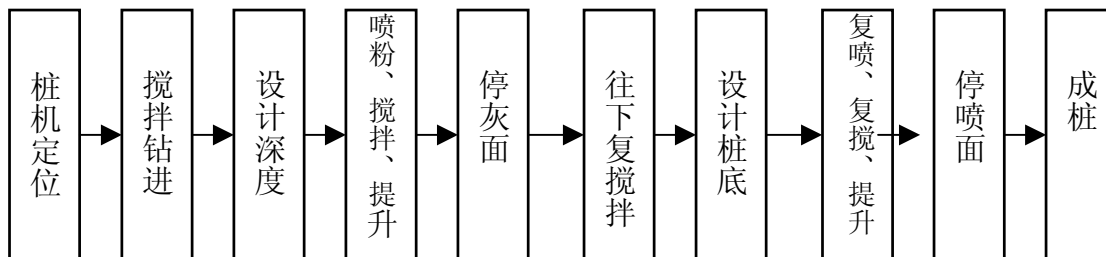 桩机定位
搅拌钻进
设计深度
喷粉、搅拌、提升
停灰面
往下复搅拌
设计桩底
复喷、复搅、提升
停喷面
成桩